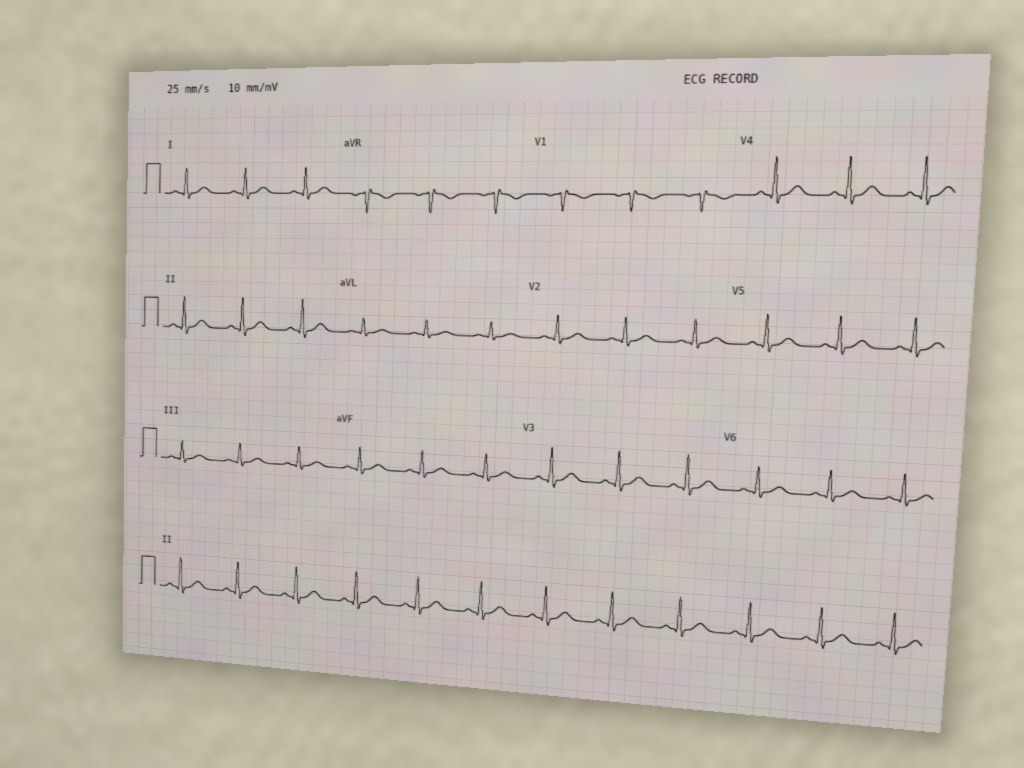 25 mm/s 10 mm/mV
ECG RECORD
I aVR V1 V4
II aVL V2 V5
III aVF V3 V6
II